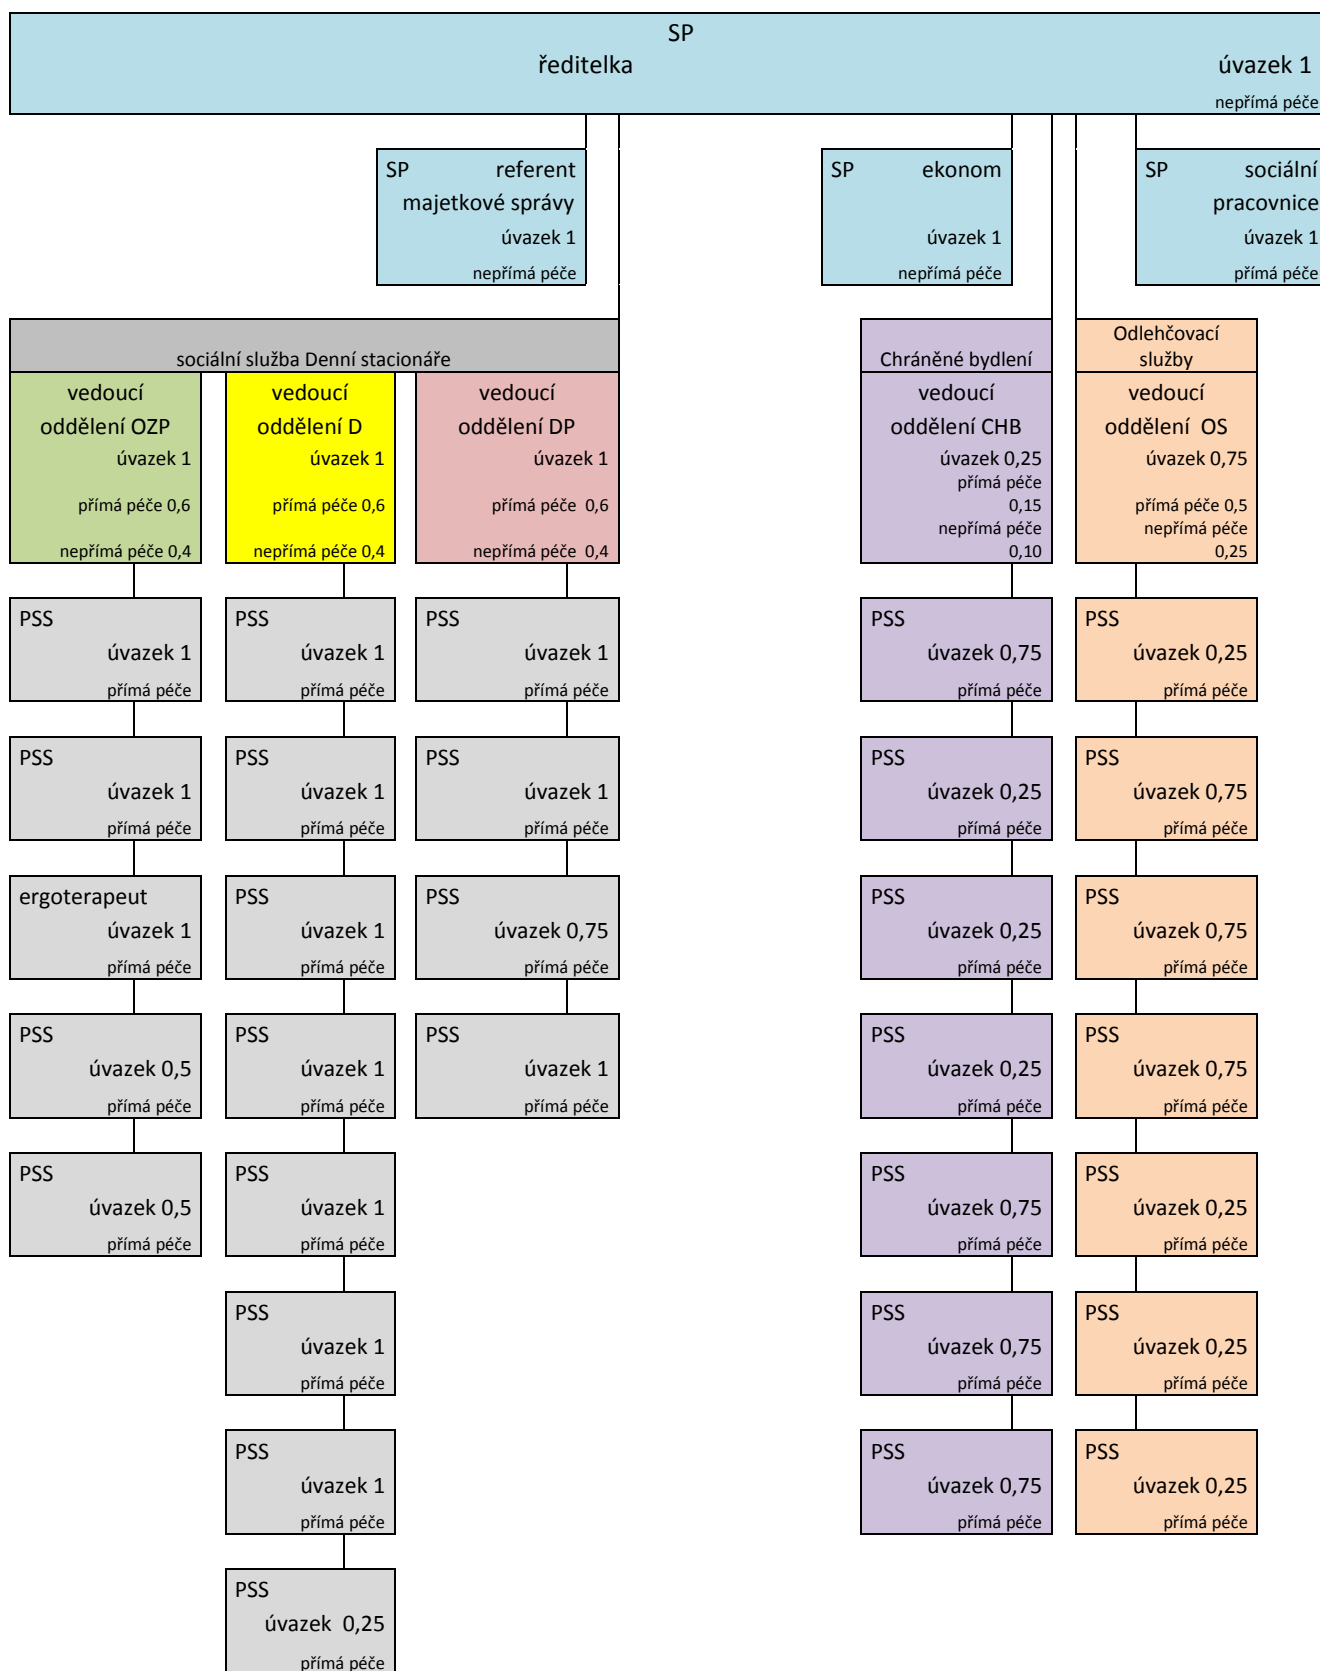 SP
ředitelka úvazek 1
nepřímá péče
SP referent
majetkové správy
úvazek 1
nepřímá péče
SP ekonom
úvazek 1
nepřímá péče
SP sociální
pracovnice
úvazek 1
přímá péče
sociální služba Denní stacionáře
vedoucí
oddělení OZP
úvazek 1
přímá péče 0,6
nepřímá péče 0,4
PSS
úvazek 1
přímá péče
PSS
úvazek 1
přímá péče
ergoterapeut
úvazek 1
přímá péče
PSS
úvazek 0,5
přímá péče
PSS
úvazek 0,5
přímá péče
vedoucí
oddělení D
úvazek 1
přímá péče 0,6
nepřímá péče 0,4
PSS
úvazek 1
přímá péče
PSS
úvazek 1
přímá péče
PSS
úvazek 1
přímá péče
PSS
úvazek 1
přímá péče
PSS
úvazek 1
přímá péče
PSS
úvazek 1
přímá péče
PSS
úvazek 1
přímá péče
PSS
úvazek 0,25
přímá péče
vedoucí
oddělení DP
úvazek 1
přímá péče 0,6
nepřímá péče 0,4
PSS
úvazek 1
přímá péče
PSS
úvazek 1
přímá péče
PSS
úvazek 0,75
přímá péče
PSS
úvazek 1
přímá péče
Chráněné bydlení
vedoucí
oddělení CHB
úvazek 0,25
přímá péče
0,15
nepřímá péče
0,10
PSS
úvazek 0,75
přímá péče
PSS
úvazek 0,25
přímá péče
PSS
úvazek 0,25
přímá péče
PSS
úvazek 0,25
přímá péče
PSS
úvazek 0,75
přímá péče
PSS
úvazek 0,75
přímá péče
PSS
úvazek 0,75
přímá péče
Odlehčovací
služby
vedoucí
oddělení OS
úvazek 0,75
přímá péče 0,5
nepřímá péče
0,25
PSS
úvazek 0,25
přímá péče
PSS
úvazek 0,75
přímá péče
PSS
úvazek 0,75
přímá péče
PSS
úvazek 0,75
přímá péče
PSS
úvazek 0,25
přímá péče
PSS
úvazek 0,25
přímá péče
PSS
úvazek 0,25
přímá péče